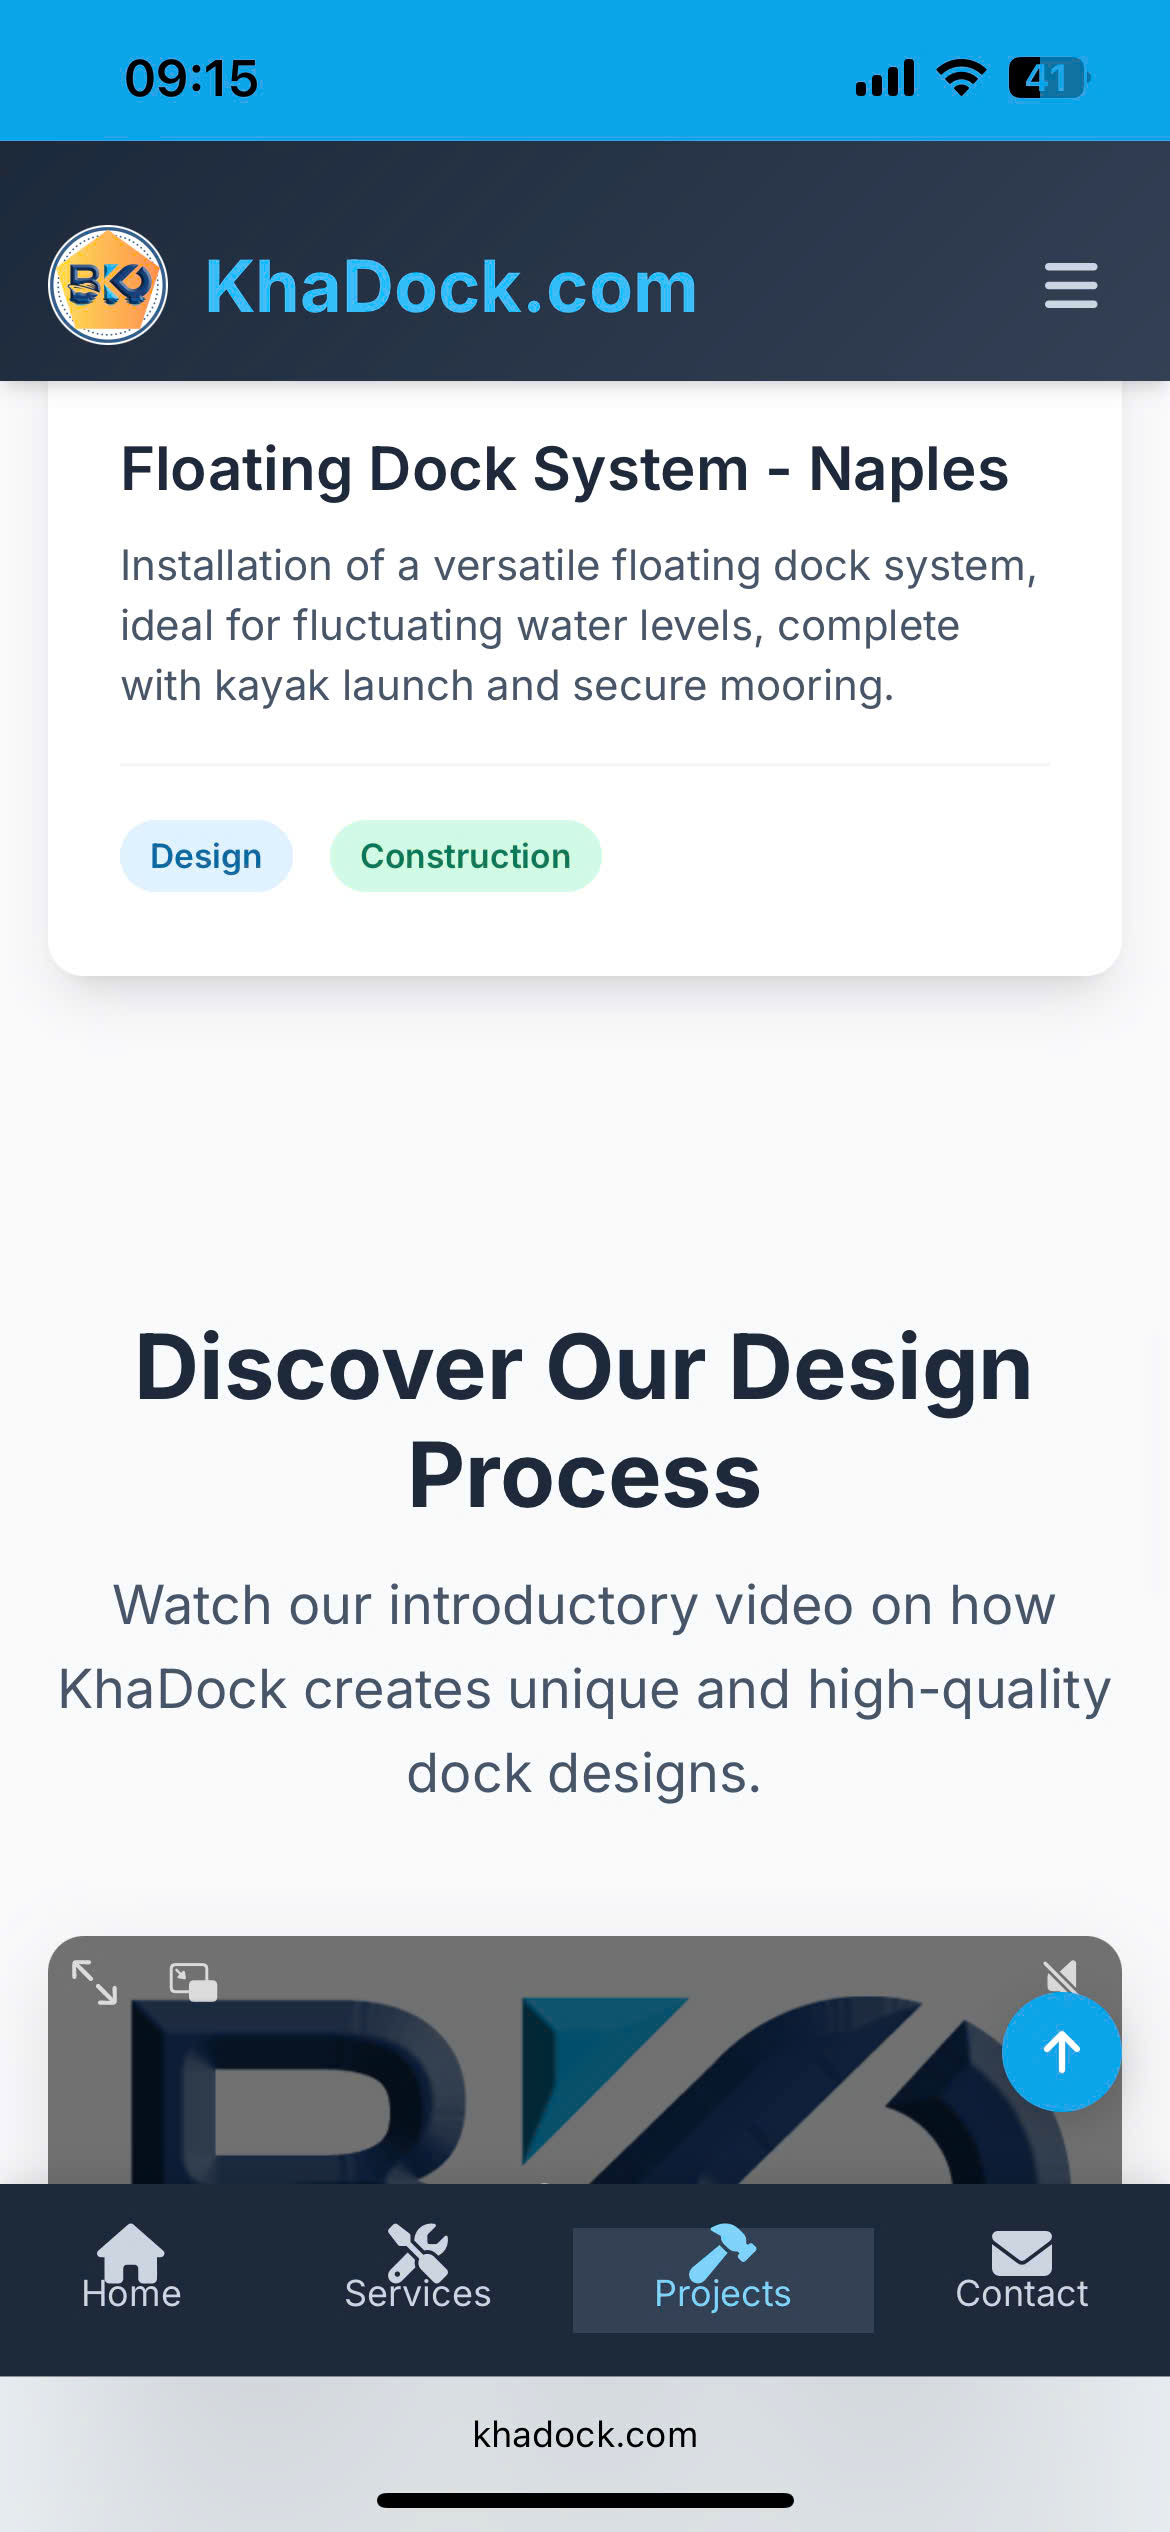 09:15
41
BKO
KhaDock.com
Floating Dock System - Naples
Installation of a versatile floating dock system,
ideal for fluctuating water levels, complete
with kayak launch and secure mooring.
Design
Construction
Discover Our Design
Process
Watch our introductory video on how
KhaDock creates unique and high-quality
dock designs.
BKO
Home
Services
Projects
Contact
khadock.com